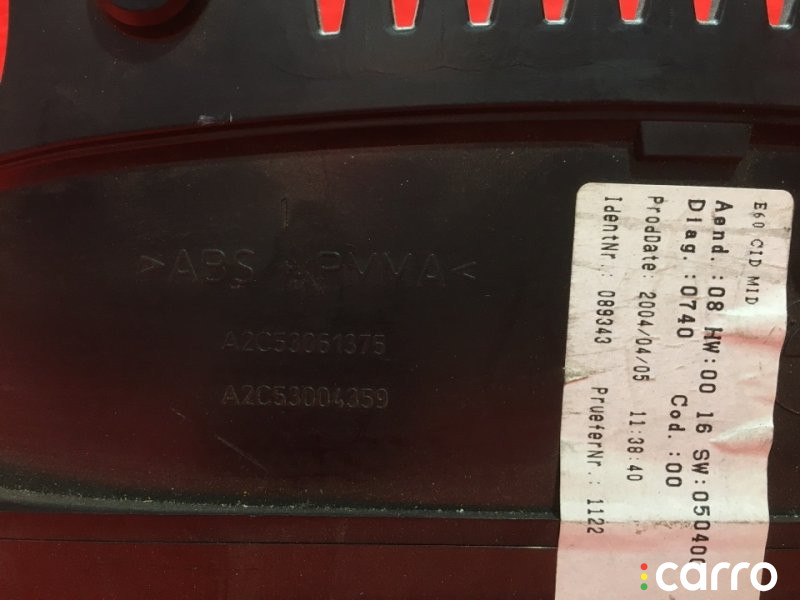 >ABS + PMMA<
A2C53061375
A2C53004359
E60 CID MID
Aend.:08 HW:00 16 SW:050400
Diag.:0740 Cod.:00
ProdDate: 2004/04/05 11:38:40
IdentNr.: 089343 PrueferNr.: 1122
carro